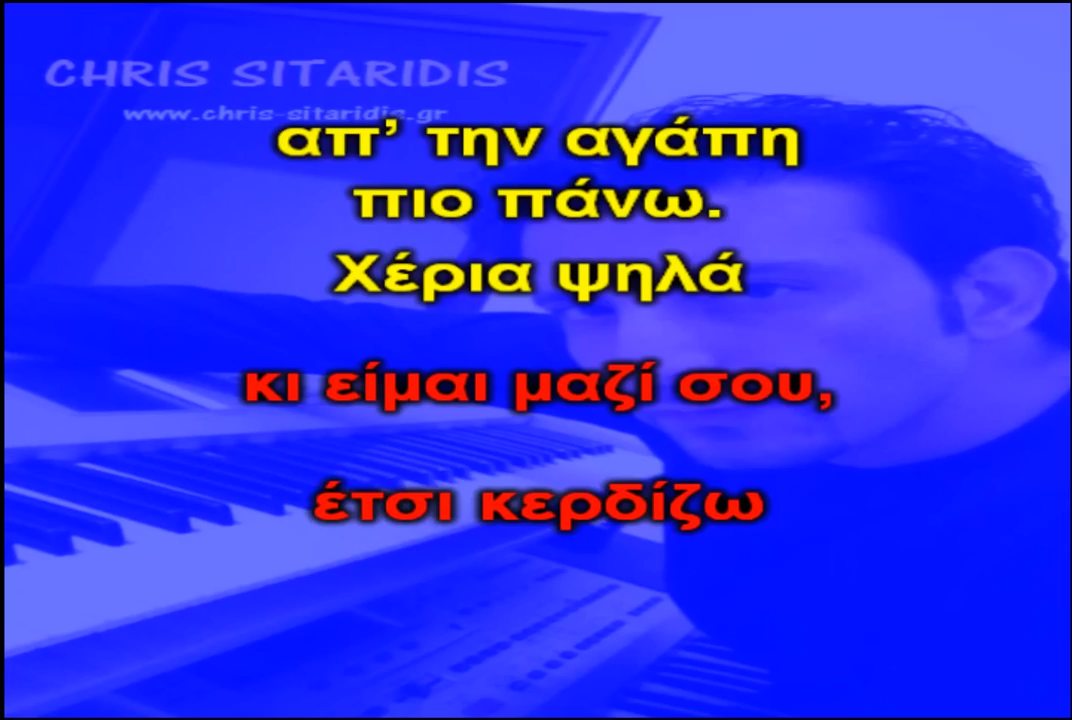 CHRIS SITARIDIS
www.chris-sitaridis.gr
απ’ την αγάπη
πιο πάνω.
Χέρια ψηλά
κι είμαι μαζί σου,
έτσι κερδίζω